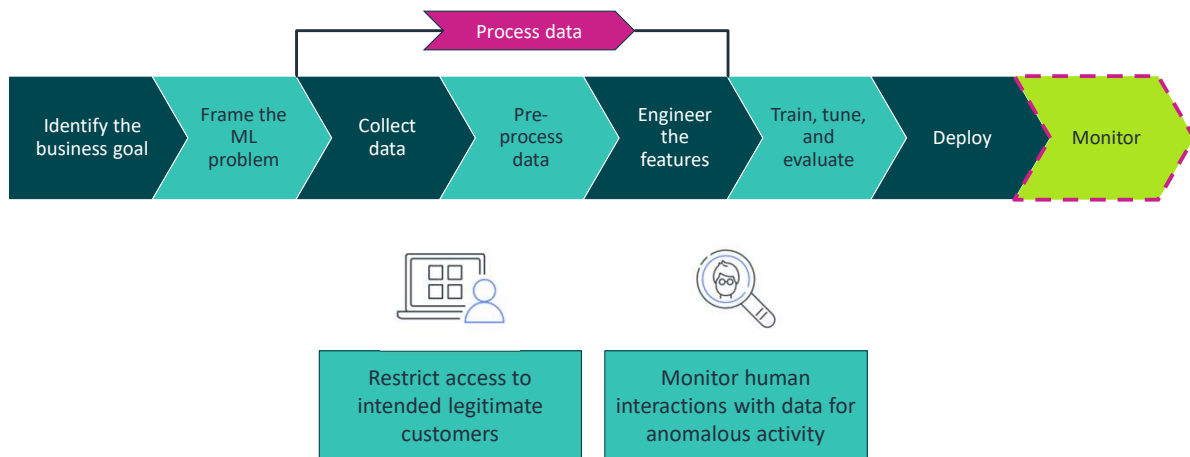 Process data
Identify the
business goal
Frame the
ML
problem
Collect
data
Pre-
process
data
Engineer
the
features
Train, tune,
and
evaluate
Deploy
Monitor
Restrict access to
intended legitimate
customers
Monitor human
interactions with data for
anomalous activity